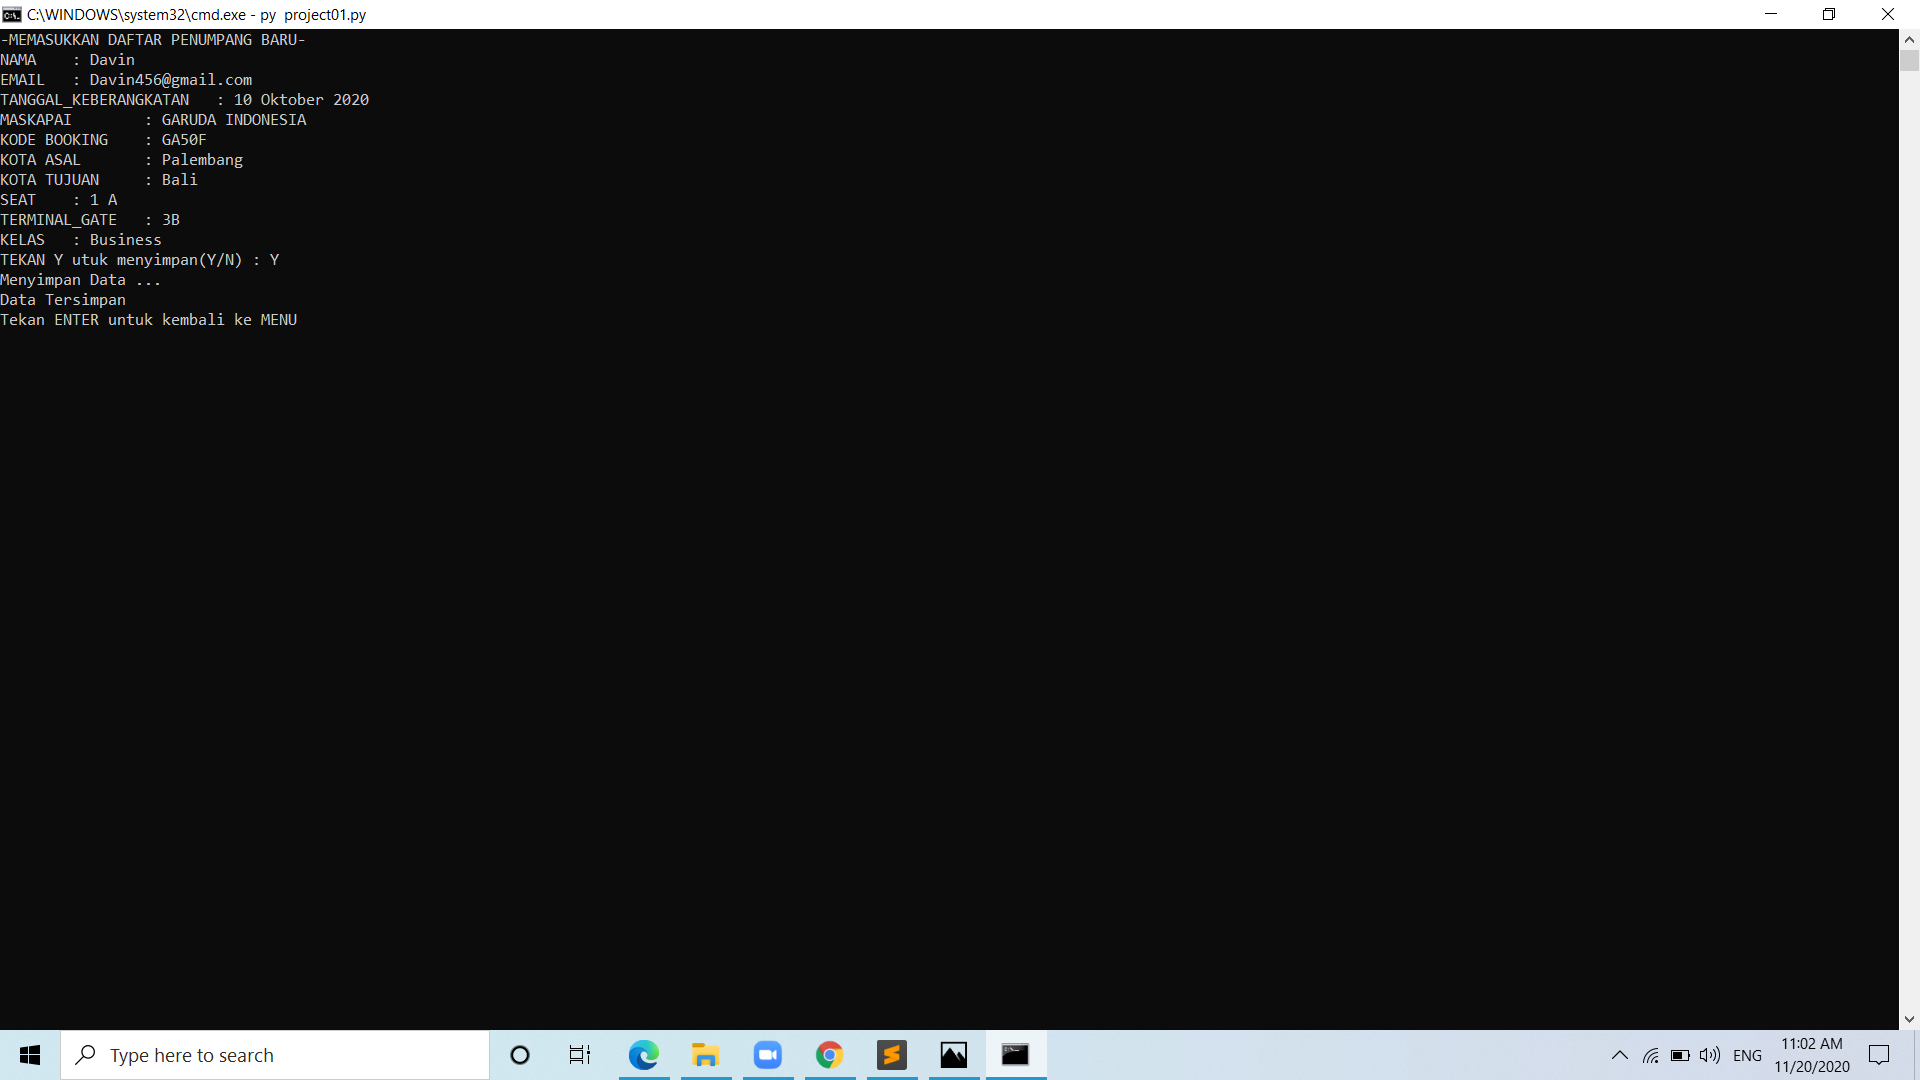 C:\WINDOWS\system32\cmd.exe - py  project01.py
-MEMASUKKAN DAFTAR PENUMPANG BARU-
NAMA    : Davin
EMAIL   : Davin456@gmail.com
TANGGAL_KEBERANGKATAN   : 10 Oktober 2020
MASKAPAI        : GARUDA INDONESIA
KODE BOOKING    : GA50F
KOTA ASAL       : Palembang
KOTA TUJUAN     : Bali
SEAT    : 1 A
TERMINAL_GATE   : 3B
KELAS   : Business
TEKAN Y utuk menyimpan(Y/N) : Y
Menyimpan Data ...
Data Tersimpan
Tekan ENTER untuk kembali ke MENU
Type here to search
ENG
11:02 AM
11/20/2020